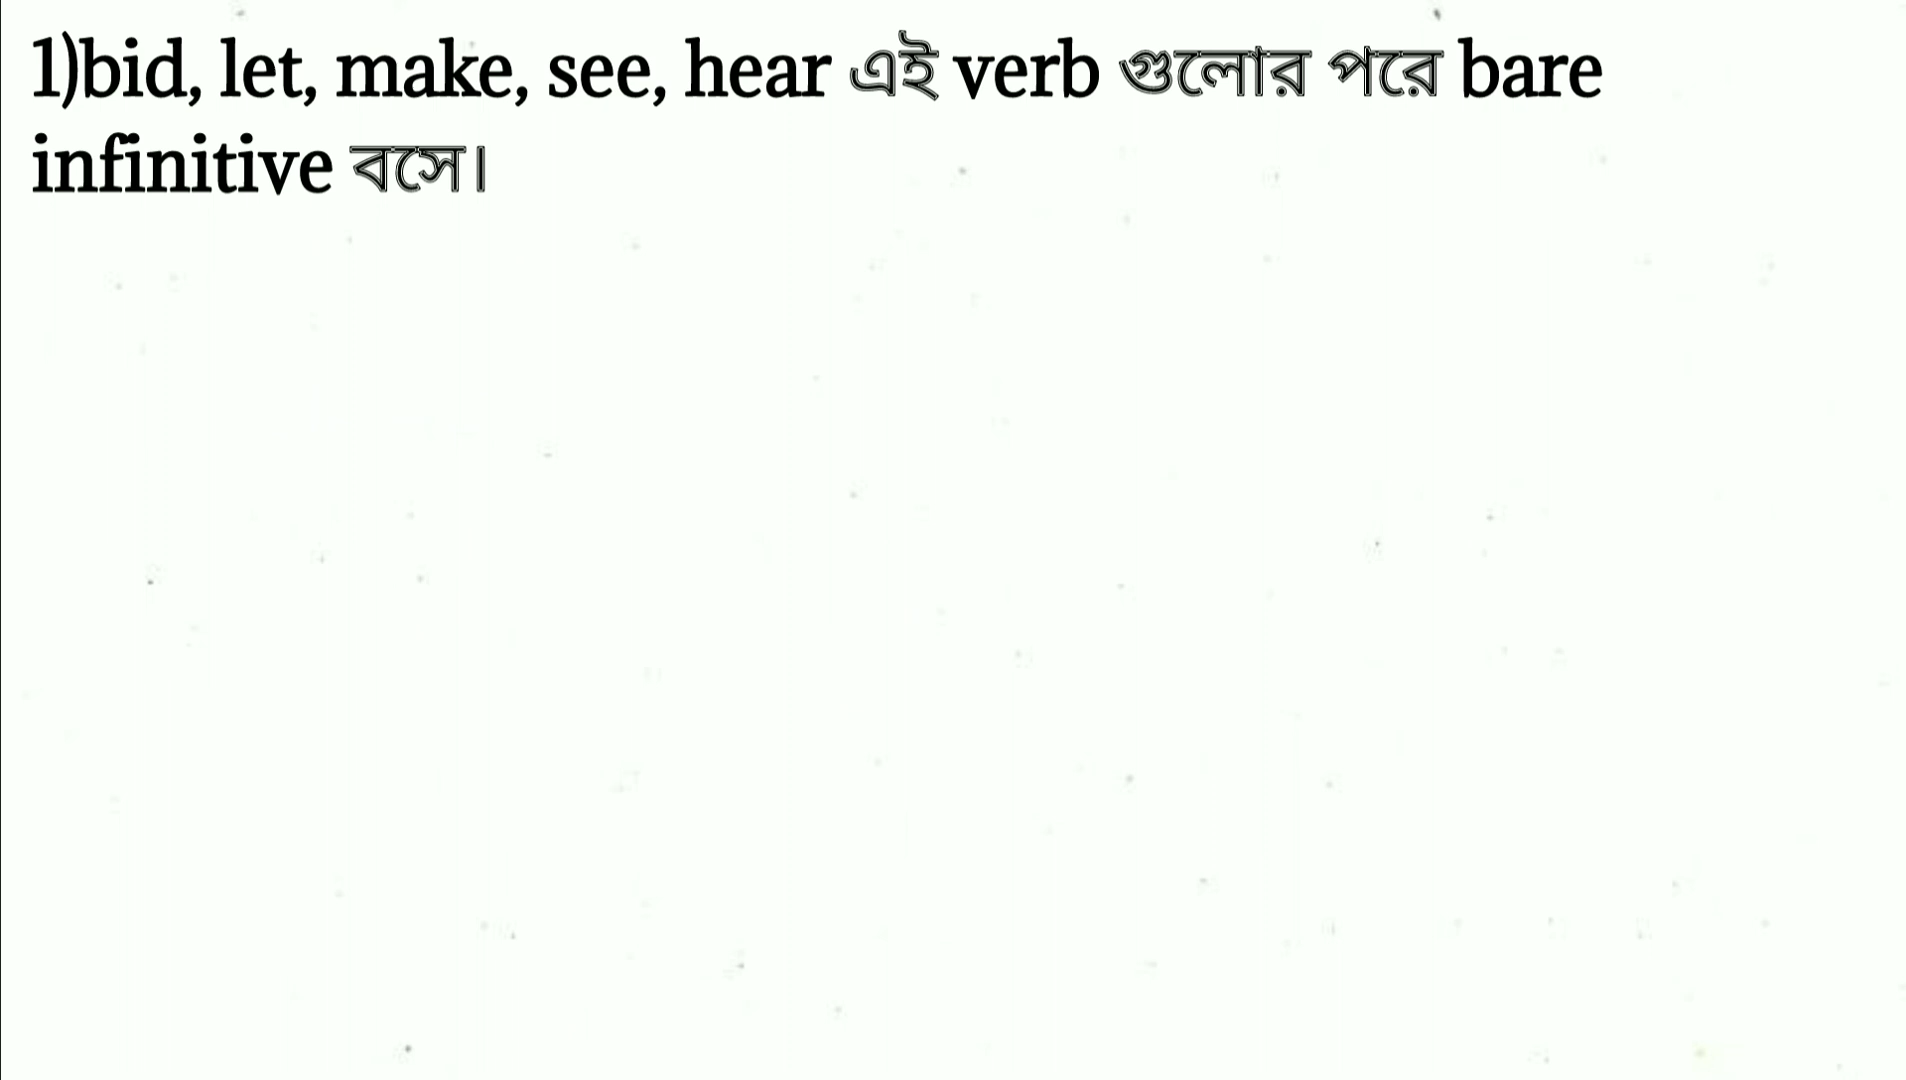 1)bid, let, make, see, hear এই verb গুলোর পরে bare
infinitive বসে।